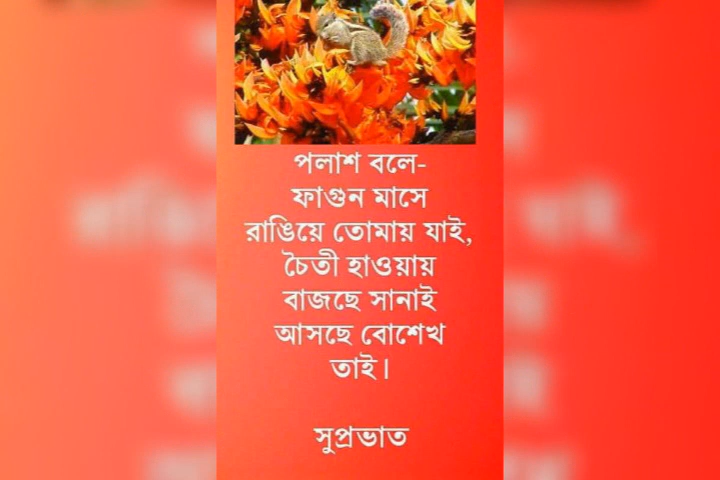 পলাশ বলে-
ফাগুন মাসে
রাঙিয়ে তোমায় যাই,
চৈতী হাওয়ায়
বাজছে সানাই
আসছে বোশেখ
তাই।
সুপ্রভাত